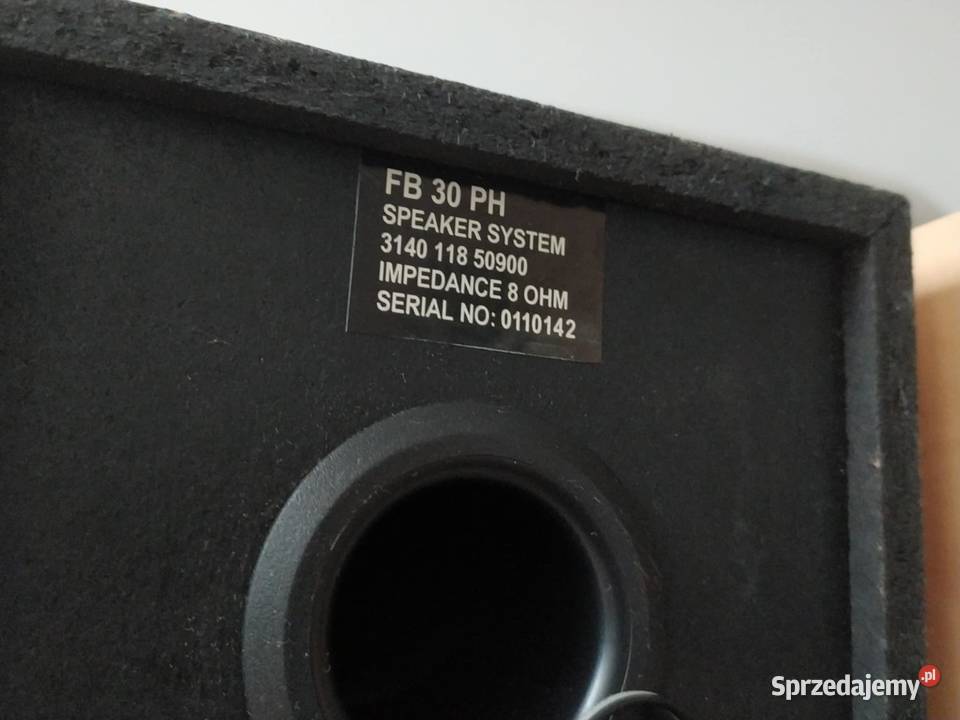 FB 30 PH
SPEAKER SYSTEM
3140 118 50900
IMPEDANCE 8 OHM
SERIAL NO: 0110142
Sprzedajemy.pl